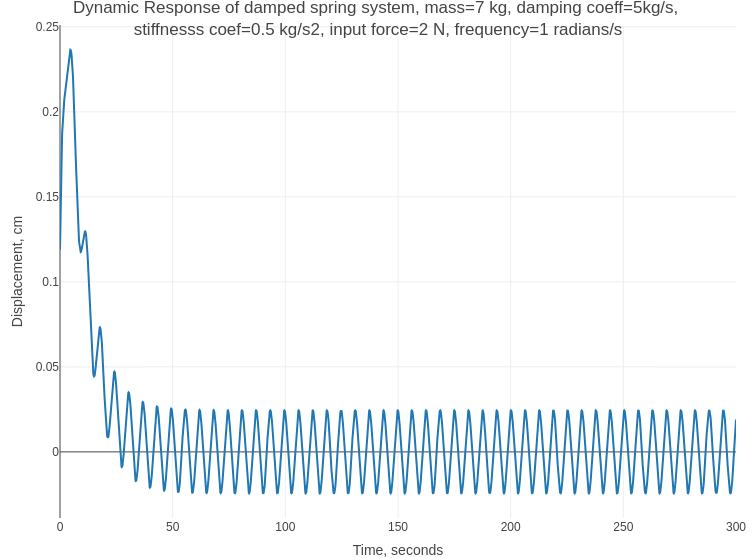 Dynamic Response of damped spring system, mass=7 kg, damping coeff=5kg/s,
stiffnesss coef=0.5 kg/s2, input force=2 N, frequency=1 radians/s
0.25
0.2
0.15
0.1
0.05
0
Displacement, cm
0 50 100 150 200 250 300
Time, seconds